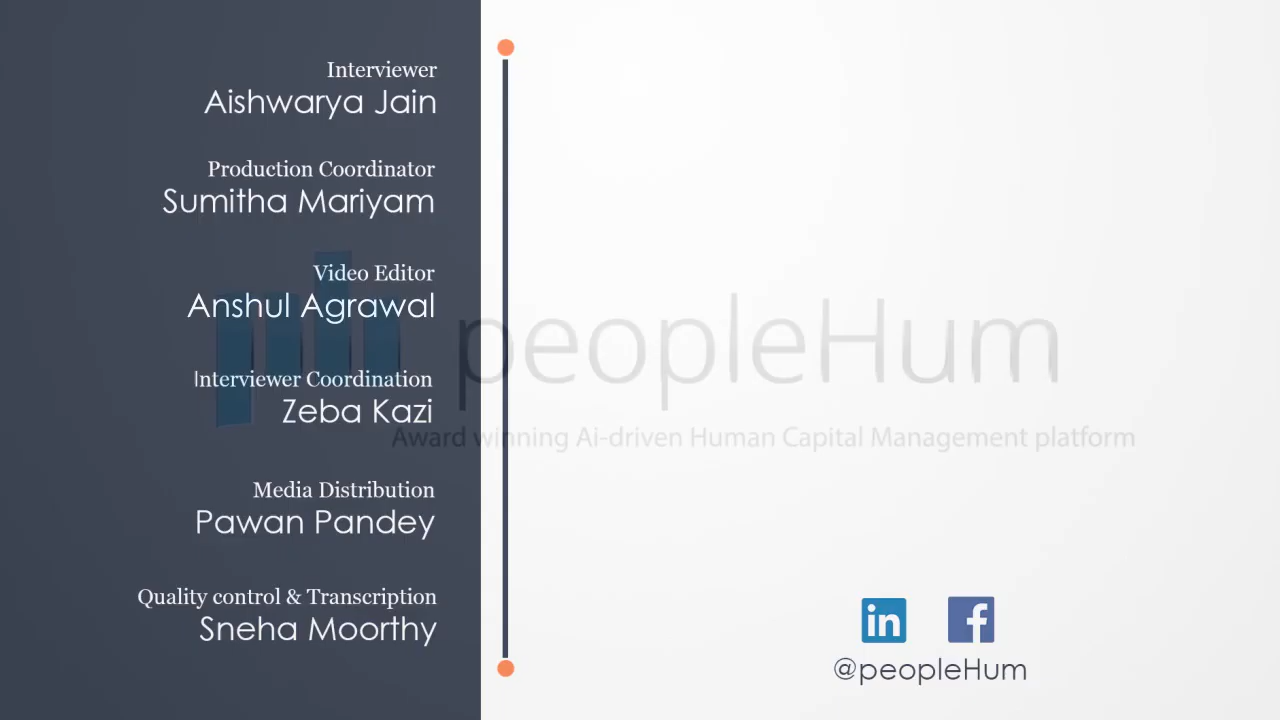 Interviewer
Aishwarya Jain
Production Coordinator
Sumitha Mariyam
Video Editor
Anshul Agrawal
Interviewer Coordination
Zeba Kazi
Media Distribution
Pawan Pandey
Quality control & Transcription
Sneha Moorthy
peopleHum
Award winning Ai-driven Human Capital Management platform
in f
@peopleHum